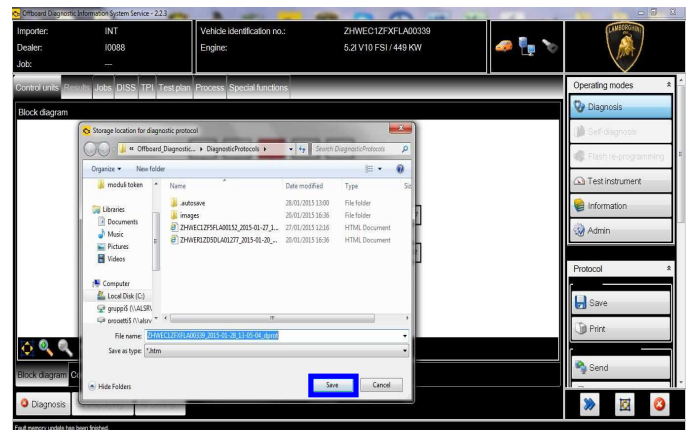 Offboard Diagnostic Information System Service - 2.2.3
Importer: INT
Dealer: I0088
Job: ---
Vehicle identification no.: ZHWEC1ZFXFLA00339
Engine: 5.2l V10 FSI / 449 KW
LAMBORGHINI
Control units Results Jobs DISS TPI Test plan Process Special functions
Block diagram
Storage location for diagnostic protocol
« Offboard_Diagnostic... DiagnosticProtocols
Search DiagnosticProtocols
Organize New folder
moduli token
Libraries
Documents
Music
Pictures
Videos
Computer
Local Disk (C:)
Name Date modified Type
.autosave 28/01/2015 13:00 File folder
images 20/01/2015 16:36 File folder
ZHWEC1ZF5FLA00152_2015-01-27_1... 27/01/2015 12:16 HTML Document
ZHWER1ZD5DLA01277_2015-01-20_... 20/01/2015 16:36 HTML Document
File name: ZHWEC1ZFXFLA00339_2015-01-28_13-05-04_dprot
Save as type: *.htm
Hide Folders
Save Cancel
Block diagram
Diagnosis
Fault memory update has been finished.
Operating modes
Diagnosis
Self-diagnosis
Flash re-programming
Test instrument
Information
Admin
Protocol
Save
Print
Send